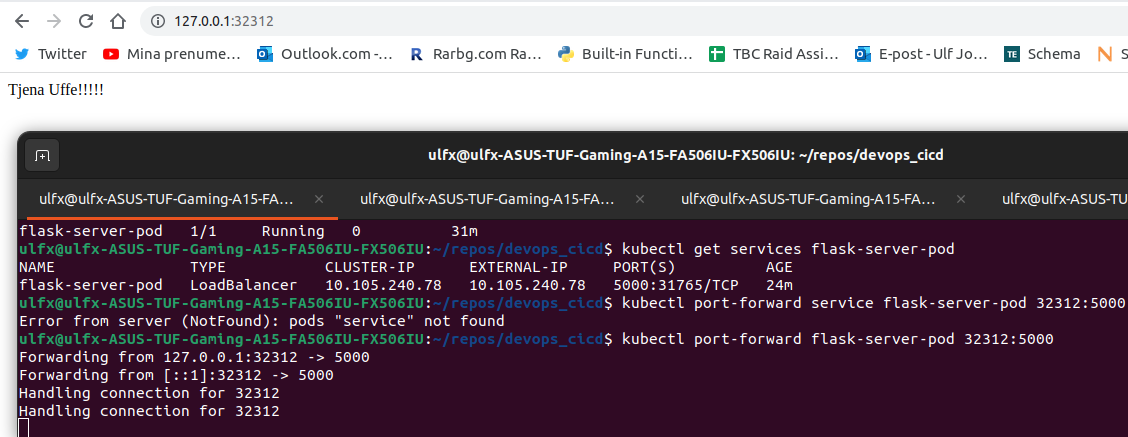 127.0.0.1:32312
Twitter Mina prenume... Outlook.com -... Rarbg.com Ra... Built-in Functi... TBC Raid Assi... E-post - Ulf Jo... TE Schema S
Tjena Uffe!!!!!
ulfx@ulfx-ASUS-TUF-Gaming-A15-FA506IU-FX506IU: ~/repos/devops_cicd
ulfx@ulfx-ASUS-TUF-Gaming-A15-FA... × ulfx@ulfx-ASUS-TUF-Gaming-A15-FA... × ulfx@ulfx-ASUS-TUF-Gaming-A15-FA... × ulfx@ulfx-ASUS-TU
flask-server-pod 1/1 Running 0 31m
ulfx@ulfx-ASUS-TUF-Gaming-A15-FA506IU-FX506IU:~/repos/devops_cicd$ kubectl get services flask-server-pod
NAME TYPE CLUSTER-IP EXTERNAL-IP PORT(S) AGE
flask-server-pod LoadBalancer 10.105.240.78 10.105.240.78 5000:31765/TCP 24m
ulfx@ulfx-ASUS-TUF-Gaming-A15-FA506IU-FX506IU:~/repos/devops_cicd$ kubectl port-forward service flask-server-pod 32312:5000
Error from server (NotFound): pods "service" not found
ulfx@ulfx-ASUS-TUF-Gaming-A15-FA506IU-FX506IU:~/repos/devops_cicd$ kubectl port-forward flask-server-pod 32312:5000
Forwarding from 127.0.0.1:32312 -> 5000
Forwarding from [::1]:32312 -> 5000
Handling connection for 32312
Handling connection for 32312